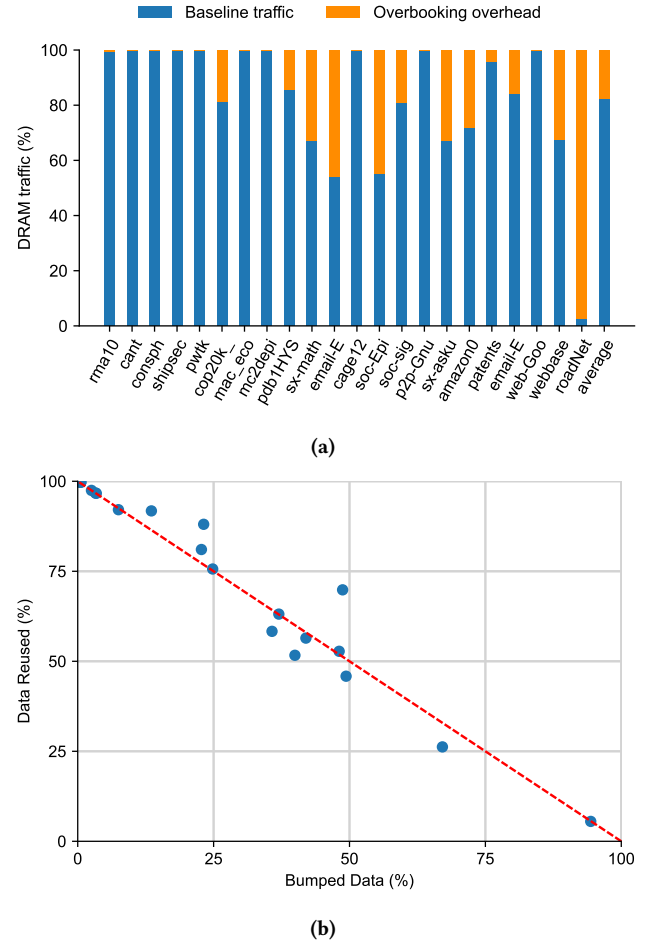 Baseline traffic Overbooking overhead
100
80
60
40
20
0
DRAM traffic (%)
rma10 cant consph shipsec pwtk cop20k_ mac_eco mc2depi pdb1HYS sx-math email-E cage12 soc-Epi soc-sig p2p-Gnu sx-asku amazon0 patents email-E web-Goo webbase roadNet average
(a)
100
75
50
25
0
Data Reused (%)
0 25 50 75 100
Bumped Data (%)
(b)